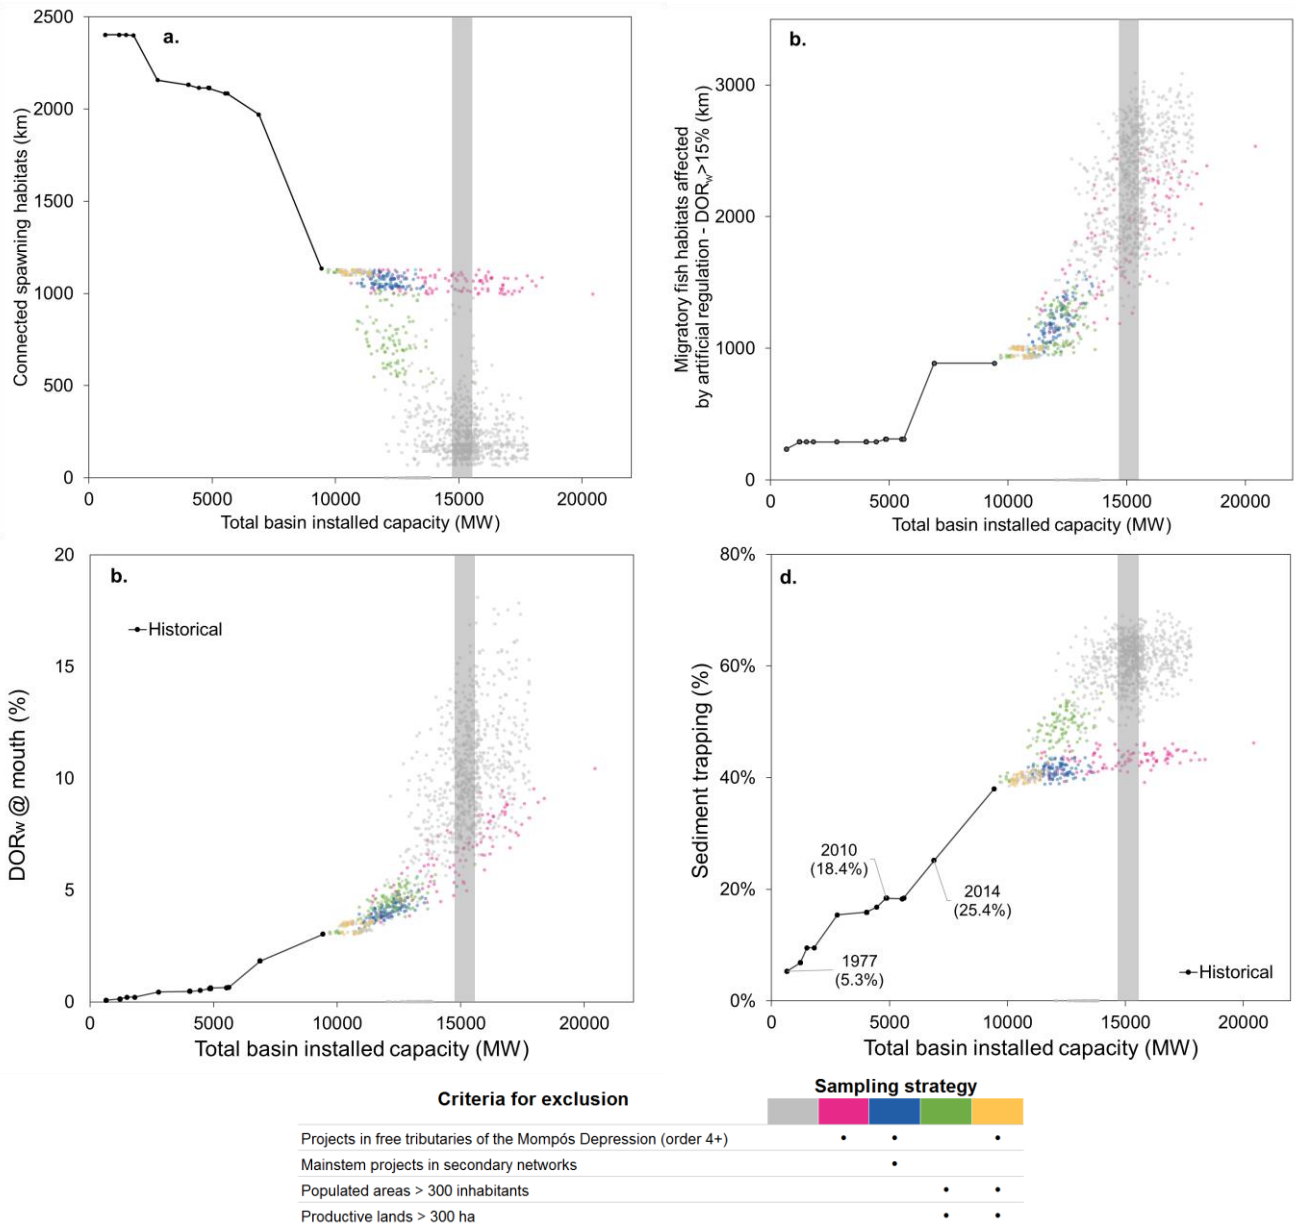 a.
Connected spawning habitats (km)
2500
2000
1500
1000
500
0
0 5000 10000 15000 20000
Total basin installed capacity (MW)
b.
Migratory fish habitats affected
by artificial regulation - DORw>15% (km)
3000
2000
1000
0
0 5000 10000 15000 20000
Total basin installed capacity (MW)
b.
Historical
DORw @ mouth (%)
20
15
10
5
0
0 5000 10000 15000 20000
Total basin installed capacity (MW)
d.
Sediment trapping (%)
80%
60%
40%
20%
0%
2010
(18.4%)
2014
(25.4%)
1977
(5.3%)
Historical
0 5000 10000 15000 20000
Total basin installed capacity (MW)
Criteria for exclusion
Sampling strategy
Projects in free tributaries of the Mompós Depression (order 4+)
Mainstem projects in secondary networks
Populated areas > 300 inhabitants
Productive lands > 300 ha